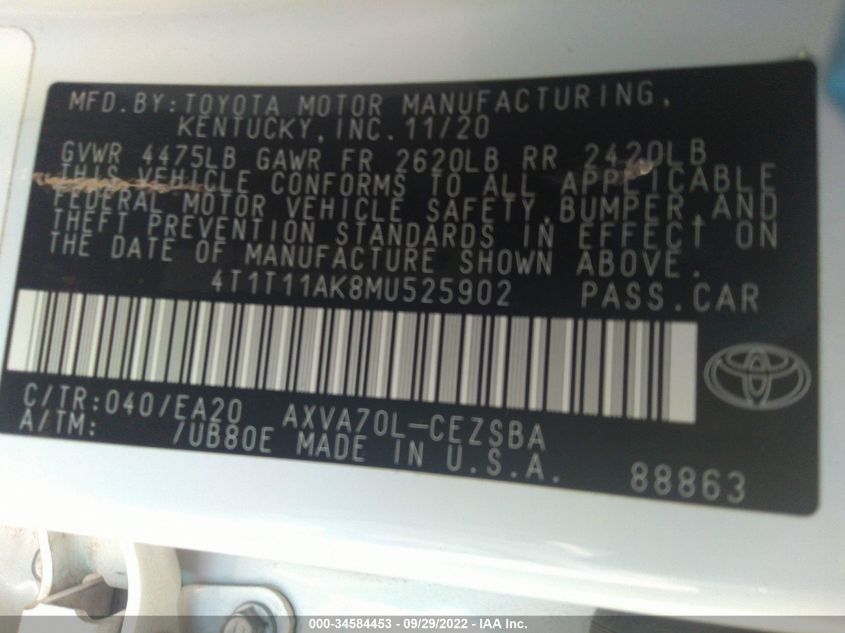 MFD.BY:TOYOTA MOTOR MANUFACTURING,
KENTUCKY,INC.11/20
GVWR 4475LB GAWR FR 2620LB RR 2420LB
THIS VEHICLE CONFORMS TO ALL APPLICABLE
FEDERAL MOTOR VEHICLE SAFETY,BUMPER,AND
THEFT PREVENTION STANDARDS IN EFFECT ON
THE DATE OF MANUFACTURE SHOWN ABOVE.
4T1T11AK8MU525902 PASS.CAR
C/TR:040/EA20 AXVA70L-CEZSBA
A/TM: /UB80E MADE IN U.S.A.
88863
000-34584453 - 09/29/2022 - IAA Inc.